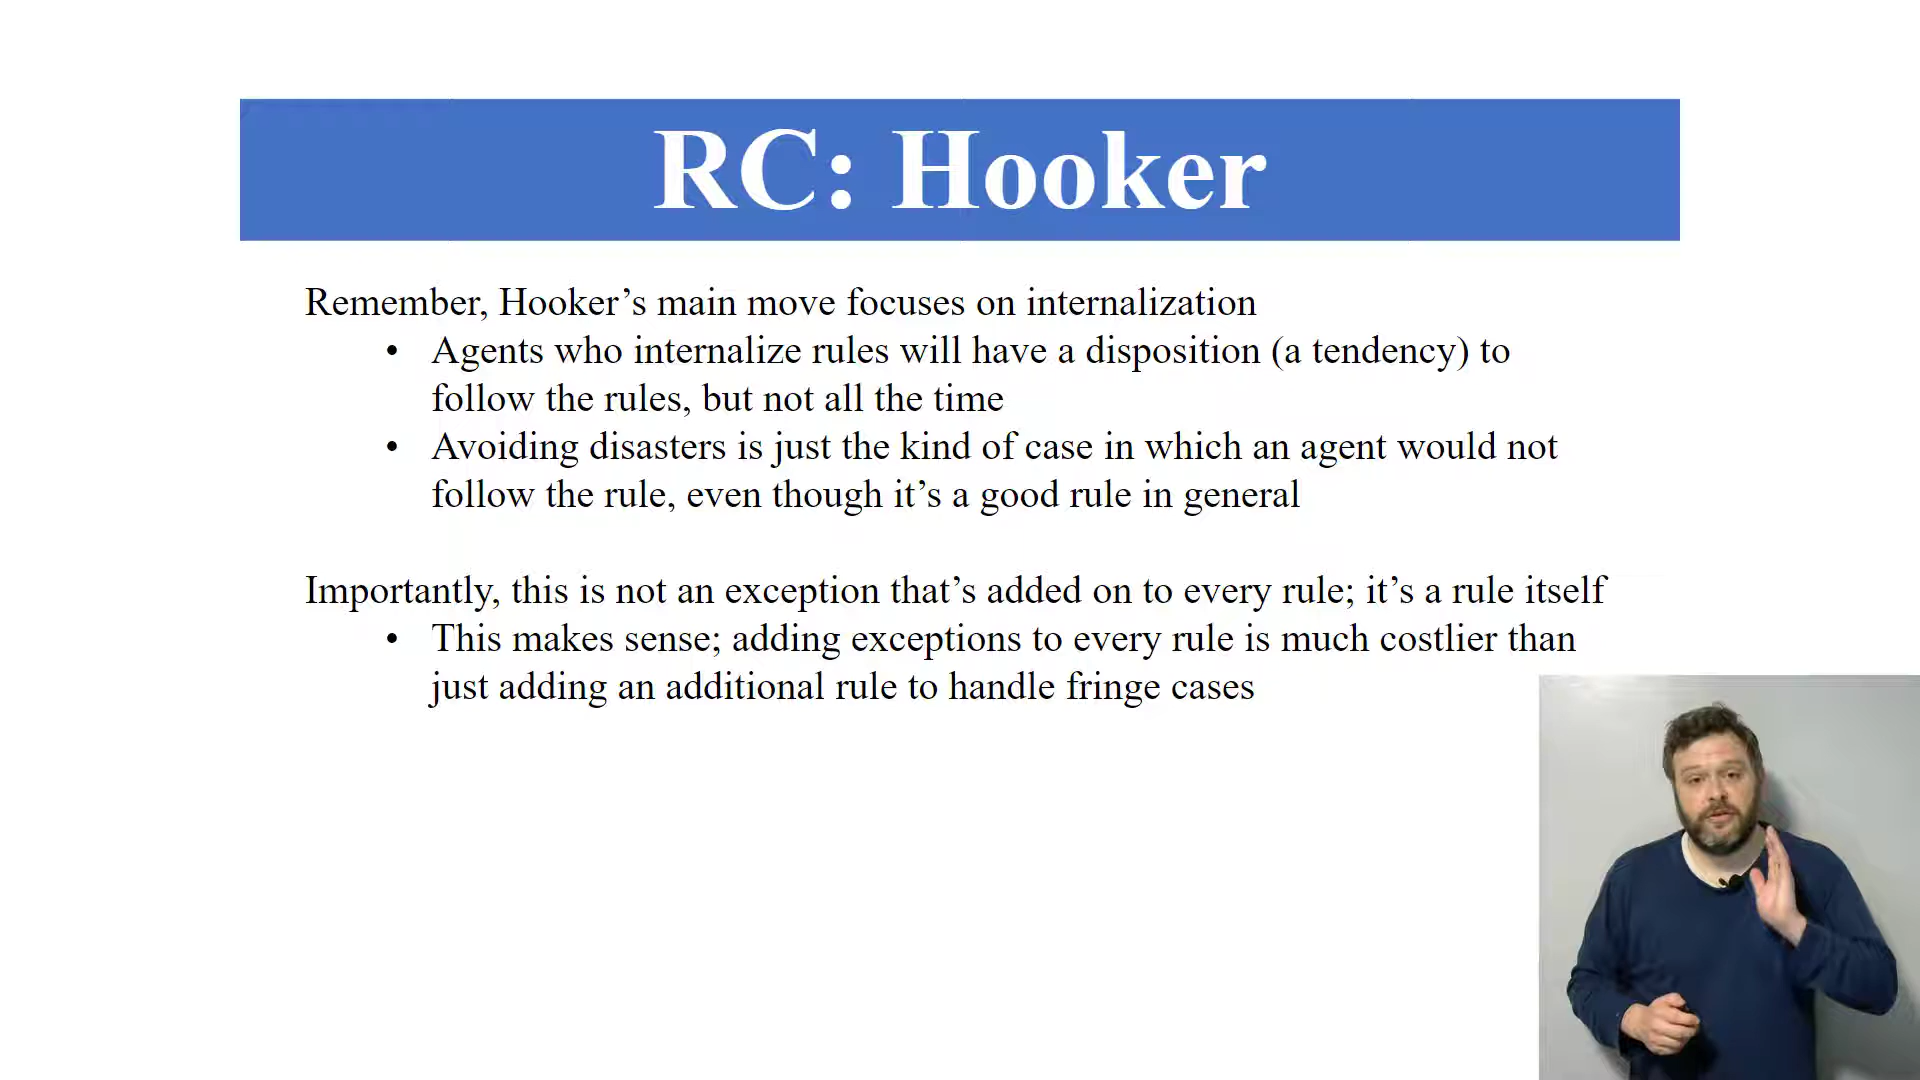 RC: Hooker
Remember, Hooker’s main move focuses on internalization
• Agents who internalize rules will have a disposition (a tendency) to
follow the rules, but not all the time
• Avoiding disasters is just the kind of case in which an agent would not
follow the rule, even though it’s a good rule in general
Importantly, this is not an exception that’s added on to every rule; it’s a rule itself
• This makes sense; adding exceptions to every rule is much costlier than
just adding an additional rule to handle fringe cases